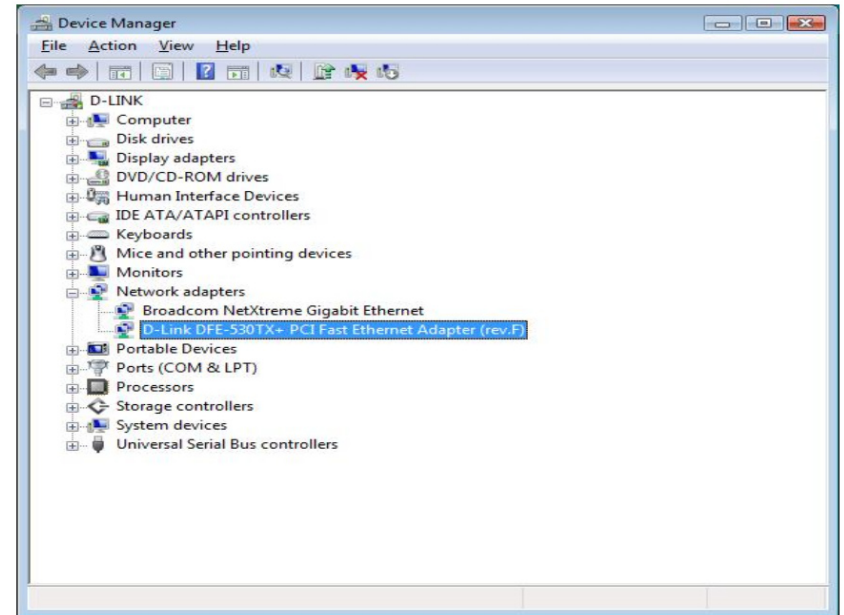 Device Manager
File Action View Help
D-LINK
Computer
Disk drives
Display adapters
DVD/CD-ROM drives
Human Interface Devices
IDE ATA/ATAPI controllers
Keyboards
Mice and other pointing devices
Monitors
Network adapters
Broadcom NetXtreme Gigabit Ethernet
D-Link DFE-530TX+ PCI Fast Ethernet Adapter (rev.F)
Portable Devices
Ports (COM & LPT)
Processors
Storage controllers
System devices
Universal Serial Bus controllers